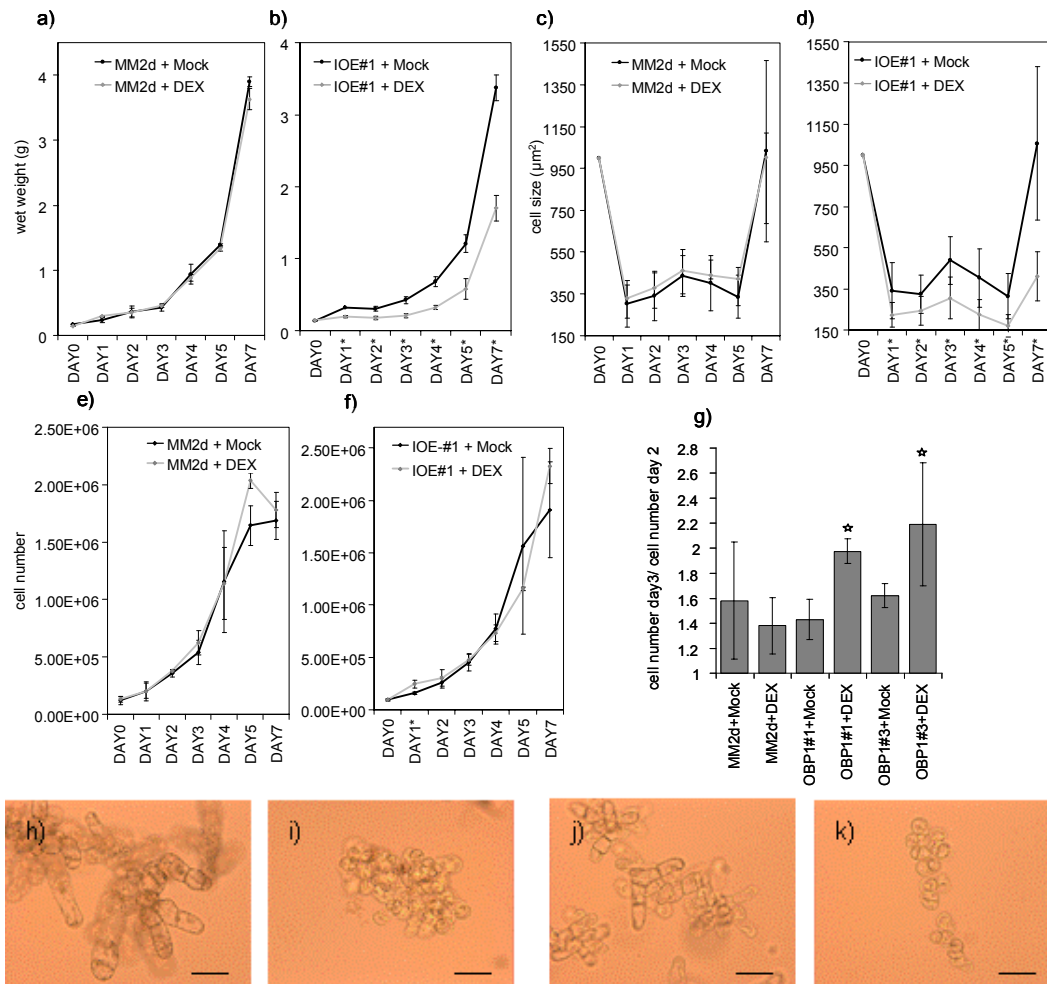 a)
MM2d + Mock
MM2d + DEX
wet weight (g)
4
3
2
1
0
DAY0
DAY1
DAY2
DAY3
DAY4
DAY5
DAY7
b)
IOE#1 + Mock
IOE#1 + DEX
4
3
2
1
0
DAY0
DAY1*
DAY2*
DAY3*
DAY4*
DAY5*
DAY7*
c)
MM2d + Mock
MM2d + DEX
cell size (µm²)
1550
1350
1150
950
750
550
350
150
DAY0
DAY1
DAY2
DAY3
DAY4
DAY5
DAY7
d)
IOE#1 + Mock
IOE#1 + DEX
1550
1350
1150
950
750
550
350
150
DAY0
DAY1*
DAY2*
DAY3*
DAY4*
DAY5*
DAY7*
e)
MM2d + Mock
MM2d + DEX
cell number
2.50E+06
2.00E+06
1.50E+06
1.00E+06
5.00E+05
0.00E+00
DAY0
DAY1
DAY2
DAY3
DAY4
DAY5
DAY7
f)
IOE-#1 + Mock
IOE#1 + DEX
2.50E+06
2.00E+06
1.50E+06
1.00E+06
5.00E+05
0.00E+00
DAY0
DAY1*
DAY2
DAY3
DAY4
DAY5
DAY7
g)
cell number day3/ cell number day 2
2.8
2.6
2.4
2.2
2
1.8
1.6
1.4
1.2
1
MM2d+Mock
MM2d+DEX
OBP1#1+Mock
OBP1#1+DEX
OBP1#3+Mock
OBP1#3+DEX
h)
i)
j)
k)